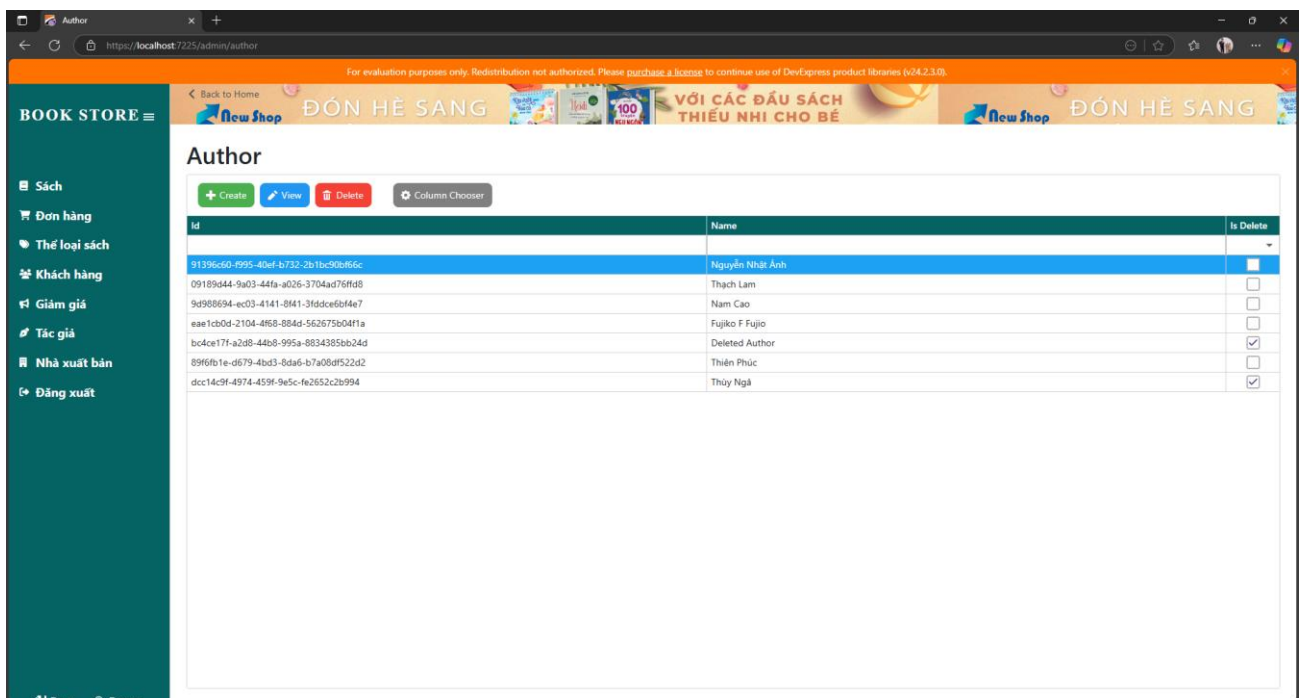 Author
https://localhost:7225/admin/author
For evaluation purposes only. Redistribution not authorized. Please purchase a license to continue use of DevExpress product libraries (v24.2.3.0).
BOOK STORE
Back to Home
New Shop
ĐÓN HÈ SANG
100
VỚI CÁC ĐẦU SÁCH
THIẾU NHI CHO BÉ
New Shop
ĐÓN HÈ SANG
Author
Sách
Đơn hàng
Thể loại sách
Khách hàng
Giảm giá
Tác giả
Nhà xuất bản
Đăng xuất
Create View Delete Column Chooser
Id Name Is Delete
91396c60-f995-40ef-b732-2b1bc90bf66c Nguyễn Nhật Ánh
09189d44-9a03-44fa-a026-3704ad76ffd8 Thạch Lam
9d988694-ec03-4141-8f41-3fddce6bf4e7 Nam Cao
eae1cb0d-2104-4f68-884d-562675b04f1a Fujiko F Fujio
bc4ce17f-a2d8-44b8-995a-8834385bb24d Deleted Author
89f6fb1e-d679-4bd3-8da6-b7a08df522d2 Thiên Phúc
dcc14c9f-4974-459f-9e5c-fe2652c2b994 Thúy Ngà